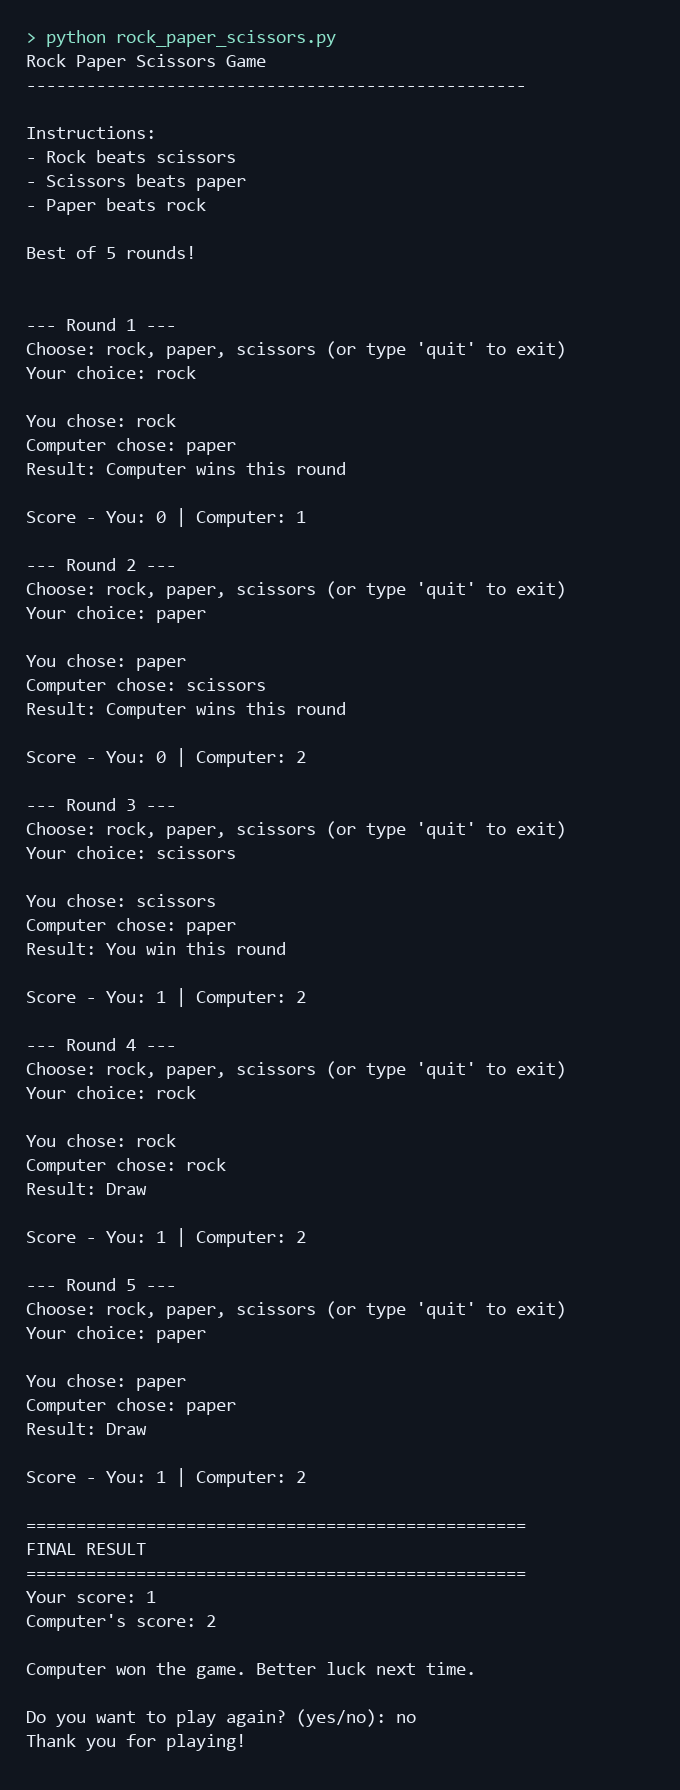 > python rock_paper_scissors.py
Rock Paper Scissors Game
--------------------------------------------------
Instructions:
- Rock beats scissors
- Scissors beats paper
- Paper beats rock
Best of 5 rounds!
--- Round 1 ---
Choose: rock, paper, scissors (or type 'quit' to exit)
Your choice: rock
You chose: rock
Computer chose: paper
Result: Computer wins this round
Score - You: 0 | Computer: 1
--- Round 2 ---
Choose: rock, paper, scissors (or type 'quit' to exit)
Your choice: paper
You chose: paper
Computer chose: scissors
Result: Computer wins this round
Score - You: 0 | Computer: 2
--- Round 3 ---
Choose: rock, paper, scissors (or type 'quit' to exit)
Your choice: scissors
You chose: scissors
Computer chose: paper
Result: You win this round
Score - You: 1 | Computer: 2
--- Round 4 ---
Choose: rock, paper, scissors (or type 'quit' to exit)
Your choice: rock
You chose: rock
Computer chose: rock
Result: Draw
Score - You: 1 | Computer: 2
--- Round 5 ---
Choose: rock, paper, scissors (or type 'quit' to exit)
Your choice: paper
You chose: paper
Computer chose: paper
Result: Draw
Score - You: 1 | Computer: 2
==================================================
FINAL RESULT
==================================================
Your score: 1
Computer's score: 2
Computer won the game. Better luck next time.
Do you want to play again? (yes/no): no
Thank you for playing!